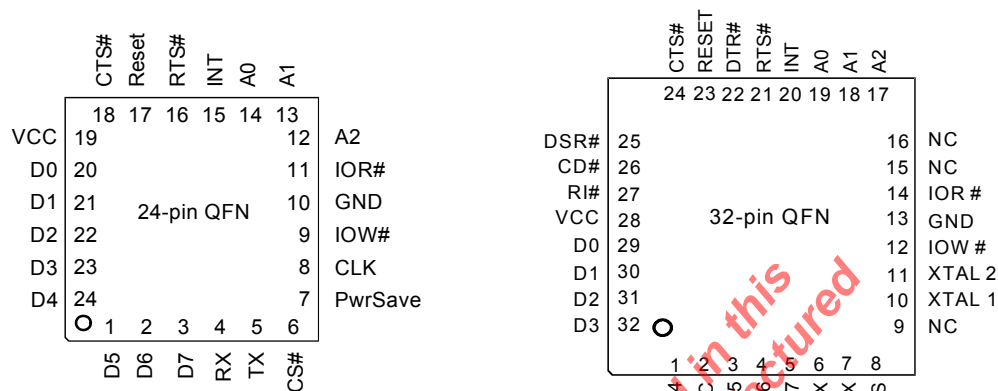 CTS# Reset RTS# INT A0 A1
18 17 16 15 14 13
VCC 19 12 A2
D0 20 11 IOR#
D1 21 10 GND
24-pin QFN
D2 22 9 IOW#
D3 23 8 CLK
D4 24 7 PwrSave
1 2 3 4 5 6
D5 D6 D7 RX TX CS#
CTS# RESET DTR# RTS# INT A0 A1 A2
24 23 22 21 20 19 18 17
DSR# 25 16 NC
CD# 26 15 NC
RI# 27 14 IOR #
VCC 28 32-pin QFN 13 GND
D0 29 12 IOW #
D1 30 11 XTAL 2
D2 31 10 XTAL 1
D3 32 9 NC
1 2 3 4 5 6 7 8
in this